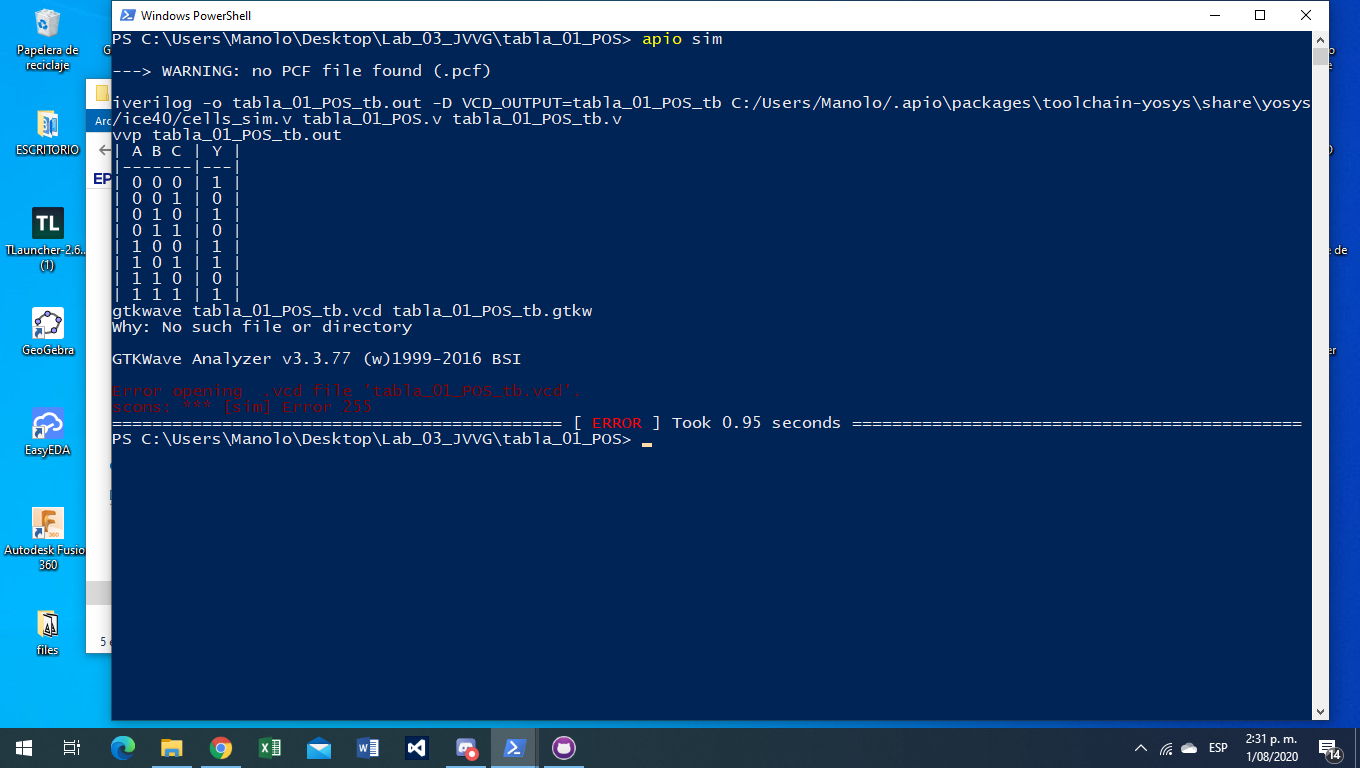 Windows PowerShell
PS C:\Users\Manolo\Desktop\Lab_03_JVVG\tabla_01_POS> apio sim
---> WARNING: no PCF file found (.pcf)
iverilog -o tabla_01_POS_tb.out -D VCD_OUTPUT=tabla_01_POS_tb C:/Users/Manolo/.apio\packages\toolchain-yosys\share\yosys
/ice40/cells_sim.v tabla_01_POS.v tabla_01_POS_tb.v
vvp tabla_01_POS_tb.out
| A B C | Y |
|-------|---|
| 0 0 0 | 1 |
| 0 0 1 | 0 |
| 0 1 0 | 1 |
| 0 1 1 | 0 |
| 1 0 0 | 1 |
| 1 0 1 | 1 |
| 1 1 0 | 0 |
| 1 1 1 | 1 |
gtkwave tabla_01_POS_tb.vcd tabla_01_POS_tb.gtkw
Why: No such file or directory
GTKWave Analyzer v3.3.77 (w)1999-2016 BSI
Error opening  .vcd file 'tabla_01_POS_tb.vcd'.
scons: *** [sim] Error 255
============================================= [ ERROR ] Took 0.95 seconds =============================================
PS C:\Users\Manolo\Desktop\Lab_03_JVVG\tabla_01_POS> _
Papelera de
reciclaje
ESCRITORIO
TL
TLauncher-2.6...
(1)
GeoGebra
EasyEDA
Autodesk Fusio
360
files
G
Arc
EP
5 e
de
ESP
2:31 p. m.
1/08/2020
14